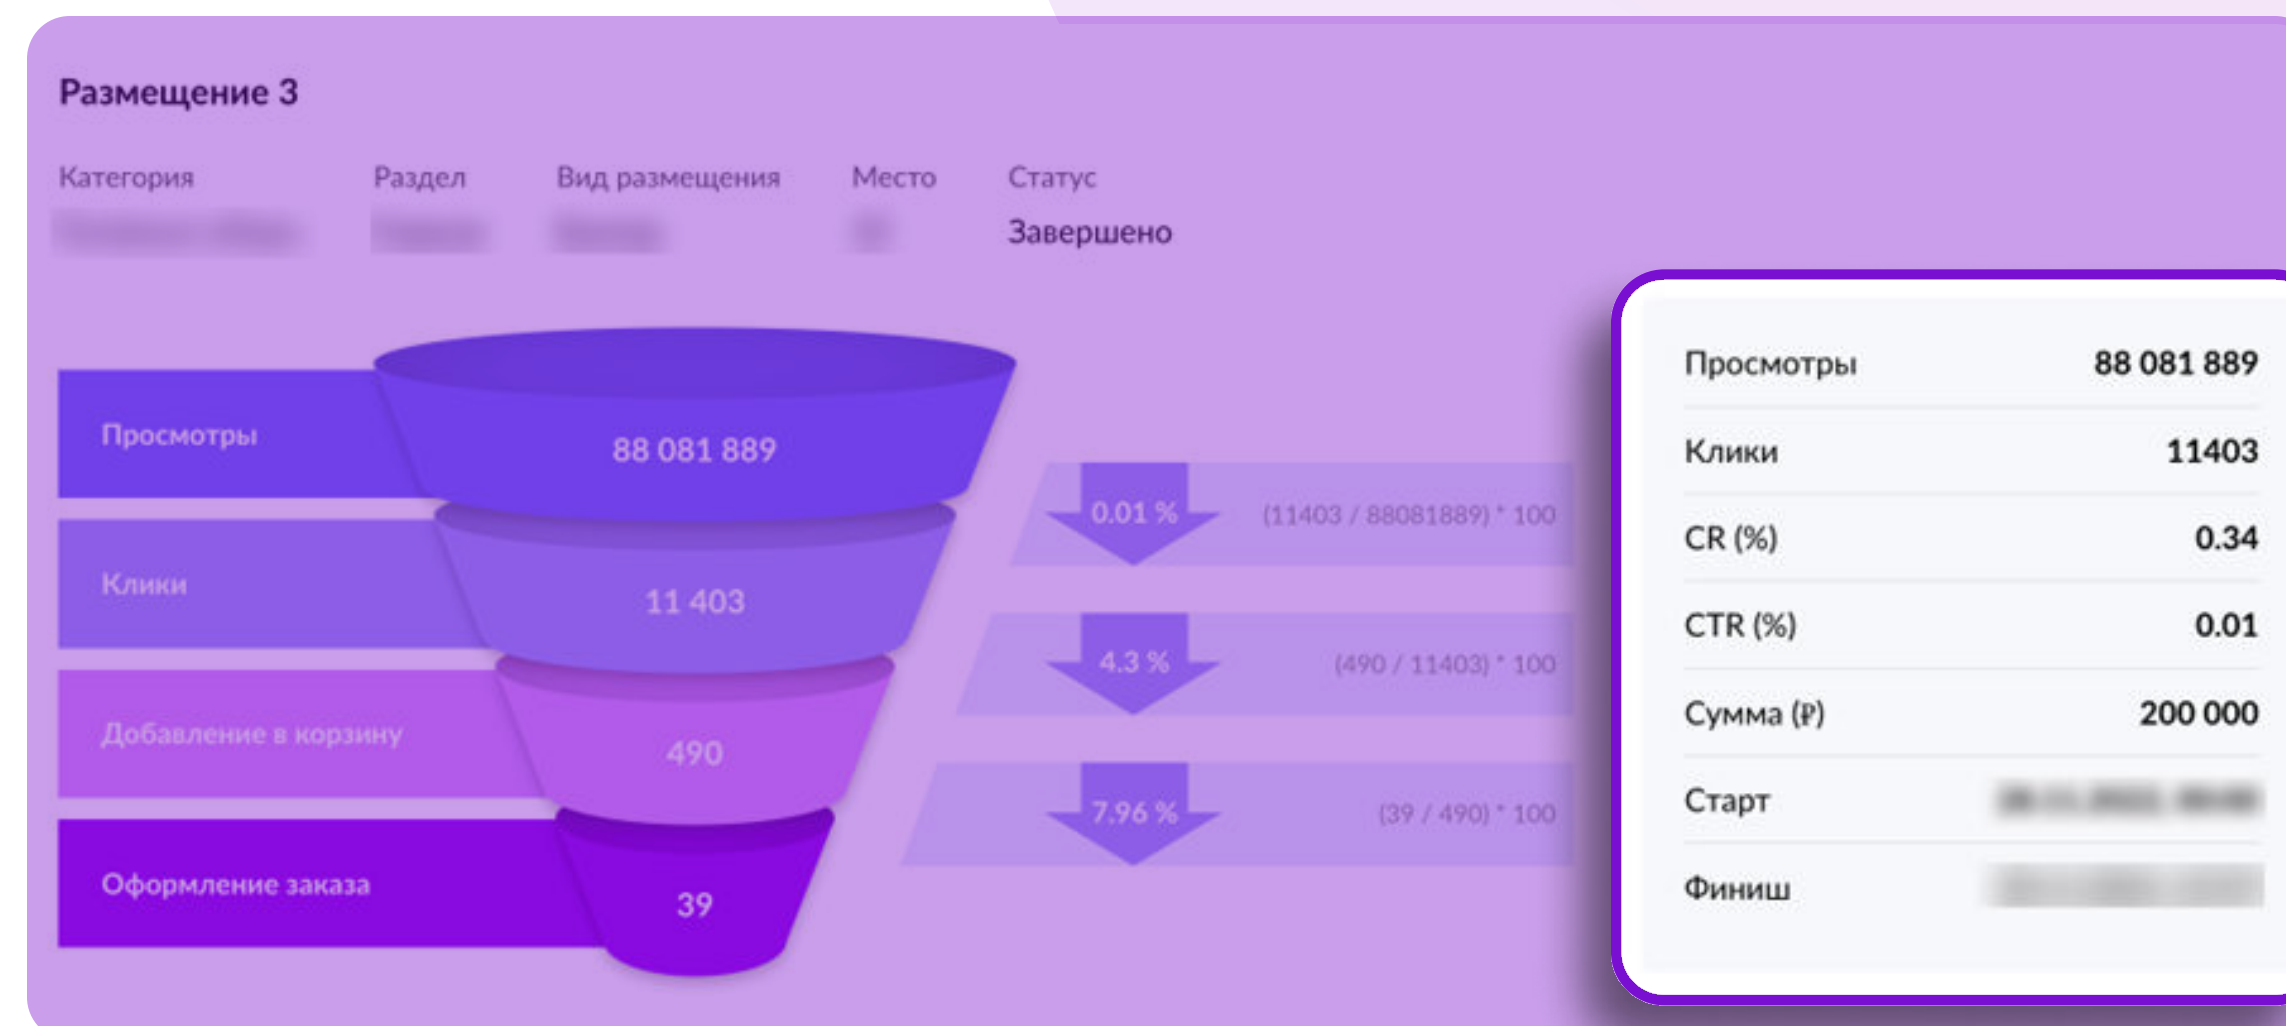 Размещение 3
Категория Раздел Вид размещения Место Статус
Завершено
Просмотры 88 081 889
0.01 % (11403 / 88081889) * 100
Клики 11 403
4.3 % (490 / 11403) * 100
Добавление в корзину 490
7.96 % (39 / 490) * 100
Оформление заказа 39
Просмотры 88 081 889
Клики 11403
CR (%) 0.34
CTR (%) 0.01
Сумма (₽) 200 000
Старт
Финиш